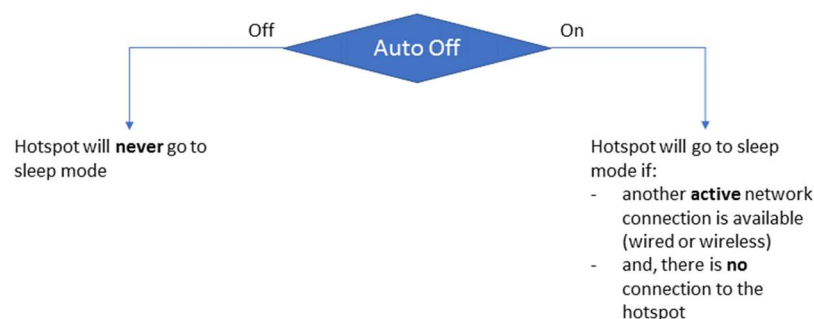 Off
Auto Off
On
Hotspot will never go to
sleep mode
Hotspot will go to sleep
mode if:
- another active network
connection is available
(wired or wireless)
- and, there is no
connection to the
hotspot